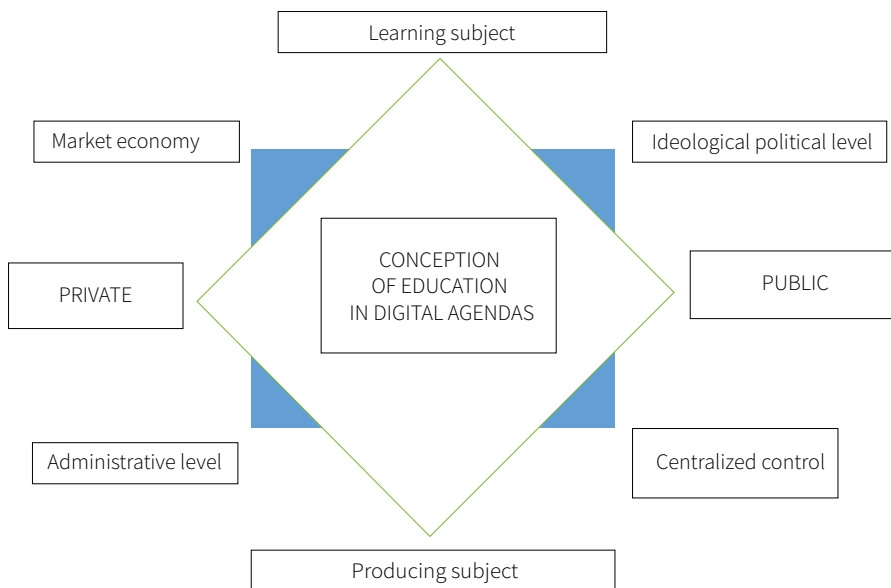 Learning subject
Market economy
Ideological political level
PRIVATE
CONCEPTION
OF EDUCATION
IN DIGITAL AGENDAS
PUBLIC
Administrative level
Centralized control
Producing subject